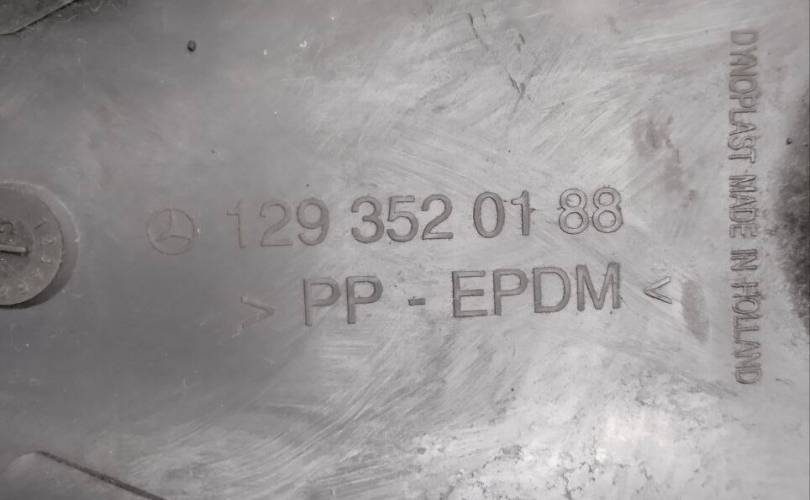 129 352 01 88
> PP - EPDM <
DYNOPLAST MADE IN HOLLAND